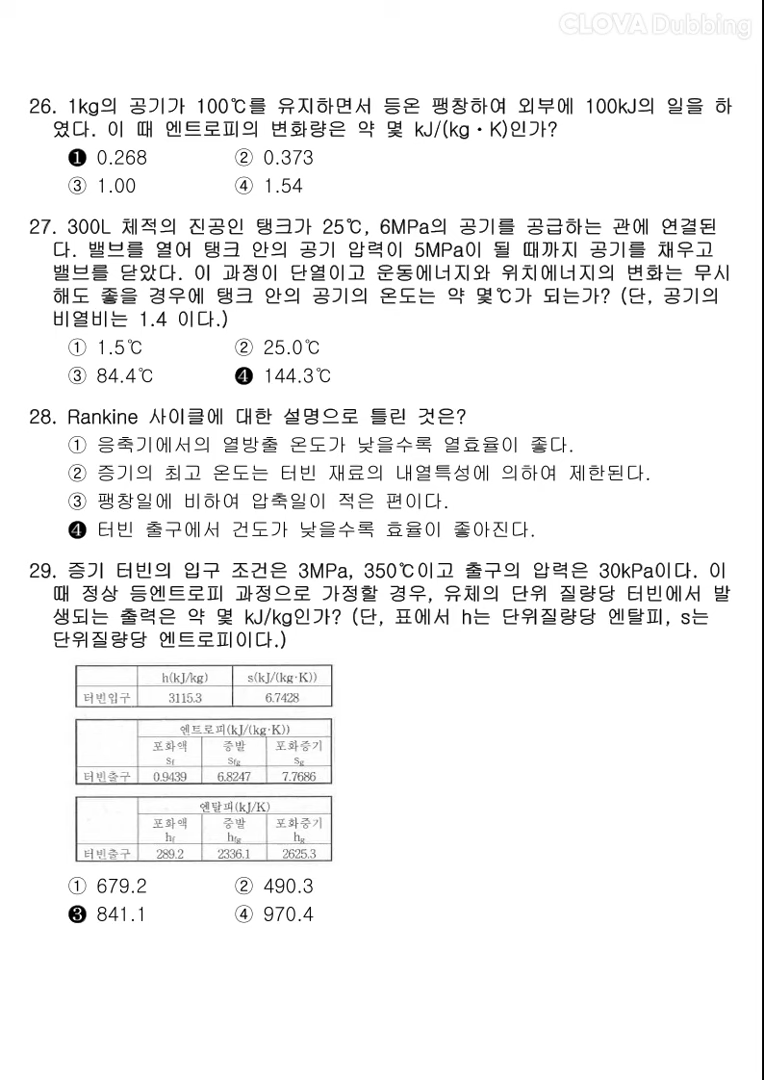 CLOVA Dubbing
26. 1kg의 공기가 100℃를 유지하면서 등온 팽창하여 외부에 100kJ의 일을 하
였다. 이 때 엔트로피의 변화량은 약 몇 kJ/(kg・K)인가?
❶ 0.268 ② 0.373
③ 1.00 ④ 1.54
27. 300L 체적의 진공인 탱크가 25℃, 6MPa의 공기를 공급하는 관에 연결된
다. 밸브를 열어 탱크 안의 공기 압력이 5MPa이 될 때까지 공기를 채우고
밸브를 닫았다. 이 과정이 단열이고 운동에너지와 위치에너지의 변화는 무시
해도 좋을 경우에 탱크 안의 공기의 온도는 약 몇℃가 되는가? (단, 공기의
비열비는 1.4 이다.)
① 1.5℃ ② 25.0℃
③ 84.4℃ ❹ 144.3℃
28. Rankine 사이클에 대한 설명으로 틀린 것은?
① 응축기에서의 열방출 온도가 낮을수록 열효율이 좋다.
② 증기의 최고 온도는 터빈 재료의 내열특성에 의하여 제한된다.
③ 팽창일에 비하여 압축일이 적은 편이다.
❹ 터빈 출구에서 건도가 낮을수록 효율이 좋아진다.
29. 증기 터빈의 입구 조건은 3MPa, 350℃이고 출구의 압력은 30kPa이다. 이
때 정상 등엔트로피 과정으로 가정할 경우, 유체의 단위 질량당 터빈에서 발
생되는 출력은 약 몇 kJ/kg인가? (단, 표에서 h는 단위질량당 엔탈피, s는
단위질량당 엔트로피이다.)
h(kJ/kg) s(kJ/(kg·K))
터빈입구 3115.3 6.7428
엔트로피(kJ/(kg·K))
포화액 증발 포화증기
sf sfg sg
터빈출구 0.9439 6.8247 7.7686
엔탈피(kJ/K)
포화액 증발 포화증기
hf hfg hg
터빈출구 289.2 2336.1 2625.3
① 679.2 ② 490.3
❸ 841.1 ④ 970.4